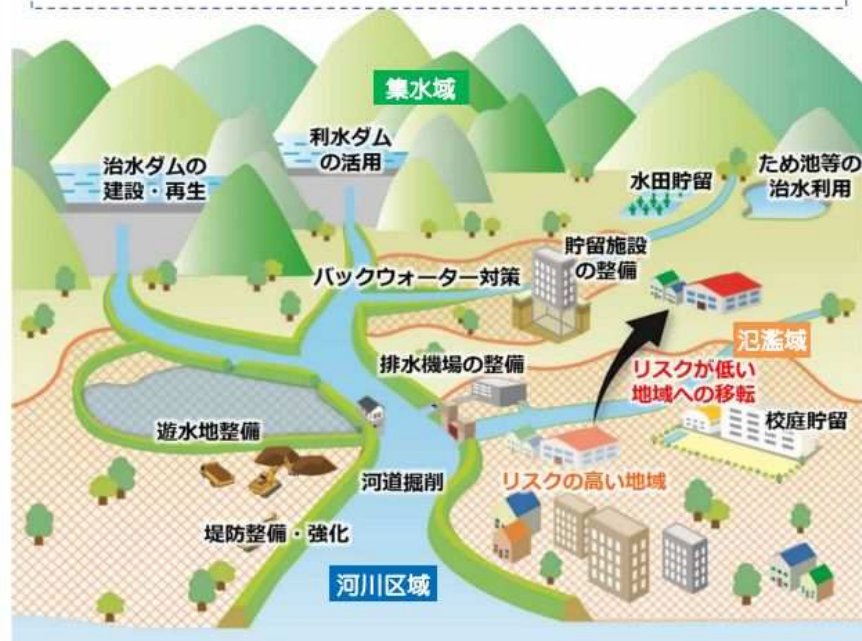 集水域
治水ダムの
建設・再生
利水ダム
の活用
水田貯留
ため池等の
治水利用
貯留施設
の整備
バックウォーター対策
氾濫域
排水機場の整備
リスクが低い
地域への移転
遊水地整備
校庭貯留
河道掘削
リスクの高い地域
堤防整備・強化
河川区域